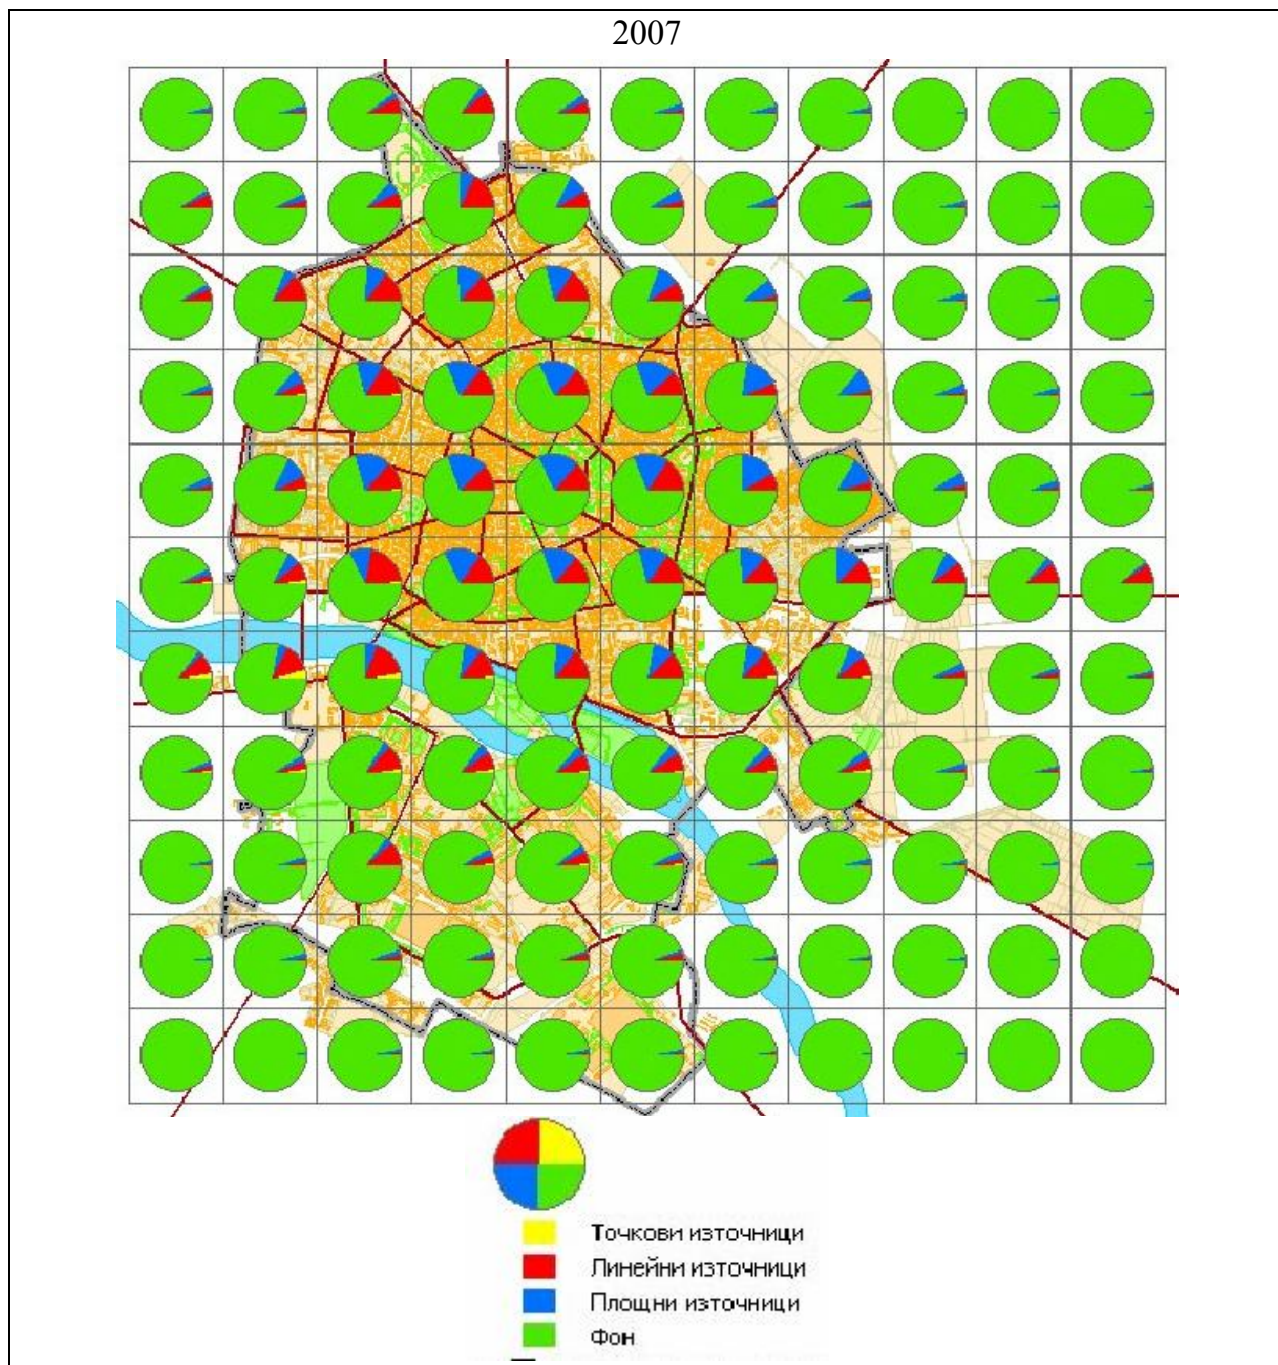 2007
Точкови източници
Линейни източници
Площни източници
Фон